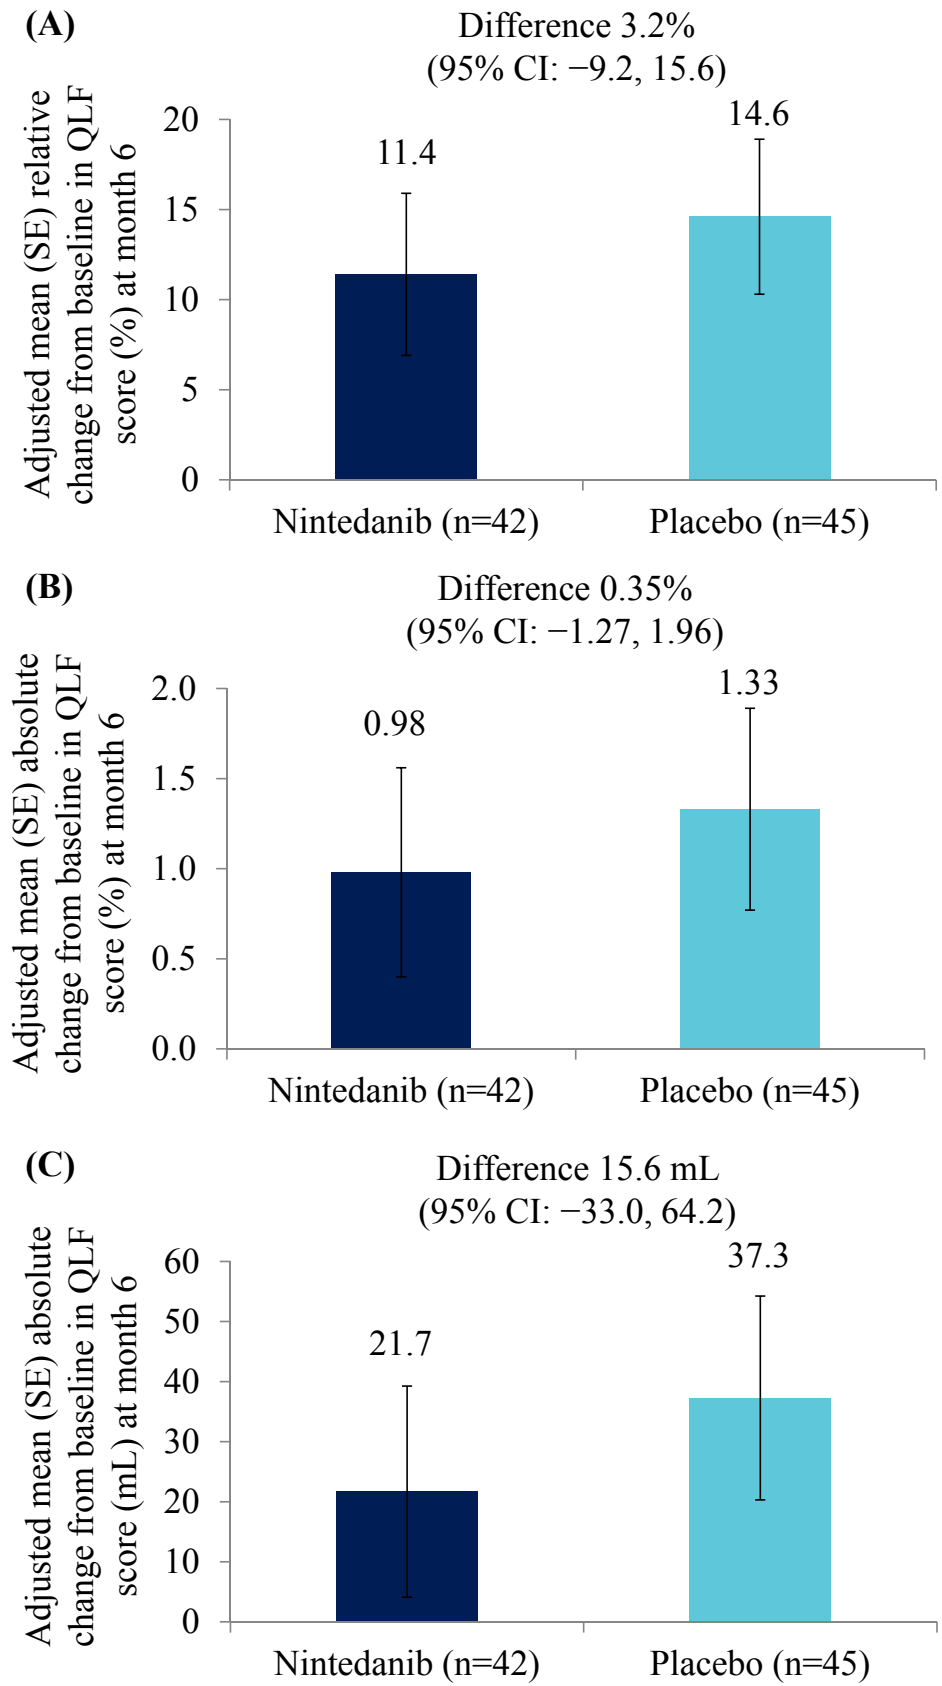 (A)
Difference 3.2%
(95% CI: −9.2, 15.6)
Adjusted mean (SE) relative
change from baseline in QLF
score (%) at month 6
20
15
10
5
0
11.4
14.6
Nintedanib (n=42)
Placebo (n=45)
(B)
Difference 0.35%
(95% CI: −1.27, 1.96)
Adjusted mean (SE) absolute
change from baseline in QLF
score (%) at month 6
2.0
1.5
1.0
0.5
0.0
0.98
1.33
Nintedanib (n=42)
Placebo (n=45)
(C)
Difference 15.6 mL
(95% CI: −33.0, 64.2)
Adjusted mean (SE) absolute
change from baseline in QLF
score (mL) at month 6
60
50
40
30
20
10
0
21.7
37.3
Nintedanib (n=42)
Placebo (n=45)